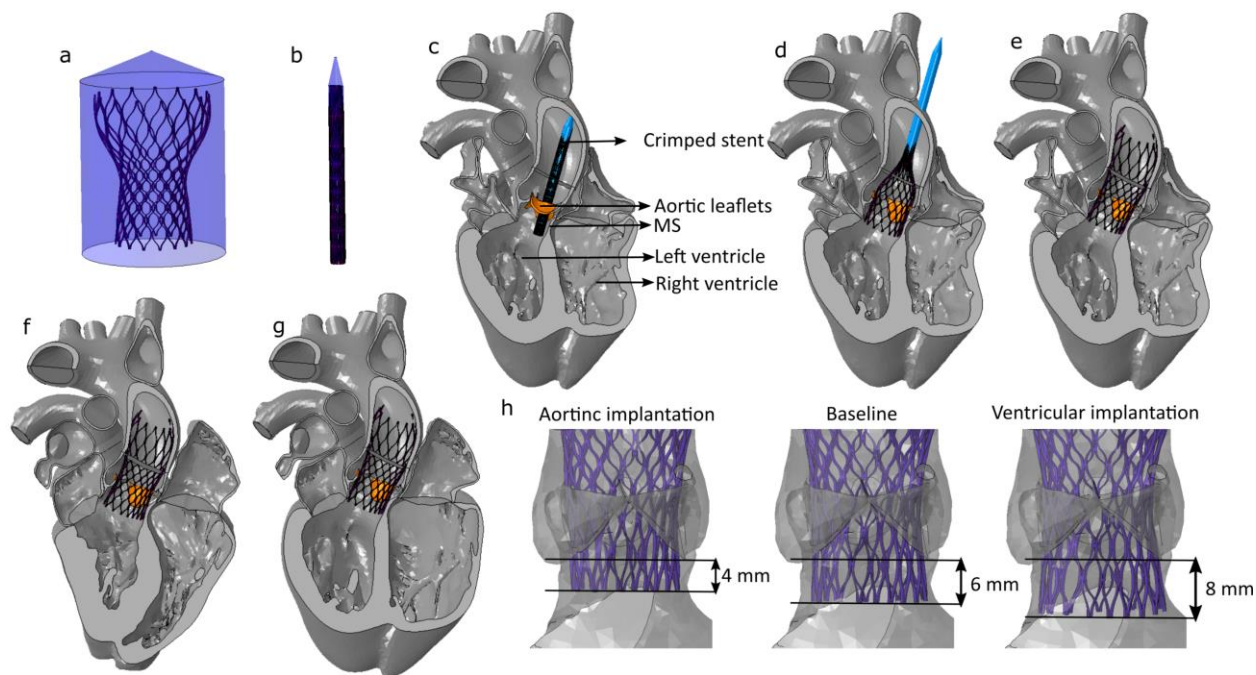 a
b
c
Crimped stent
Aortic leaflets
MS
Left ventricle
Right ventricle
d
e
f
g
h
Aortinc implantation
4 mm
Baseline
6 mm
Ventricular implantation
8 mm